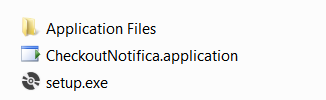 Application Files
CheckoutNotifica.application
setup.exe